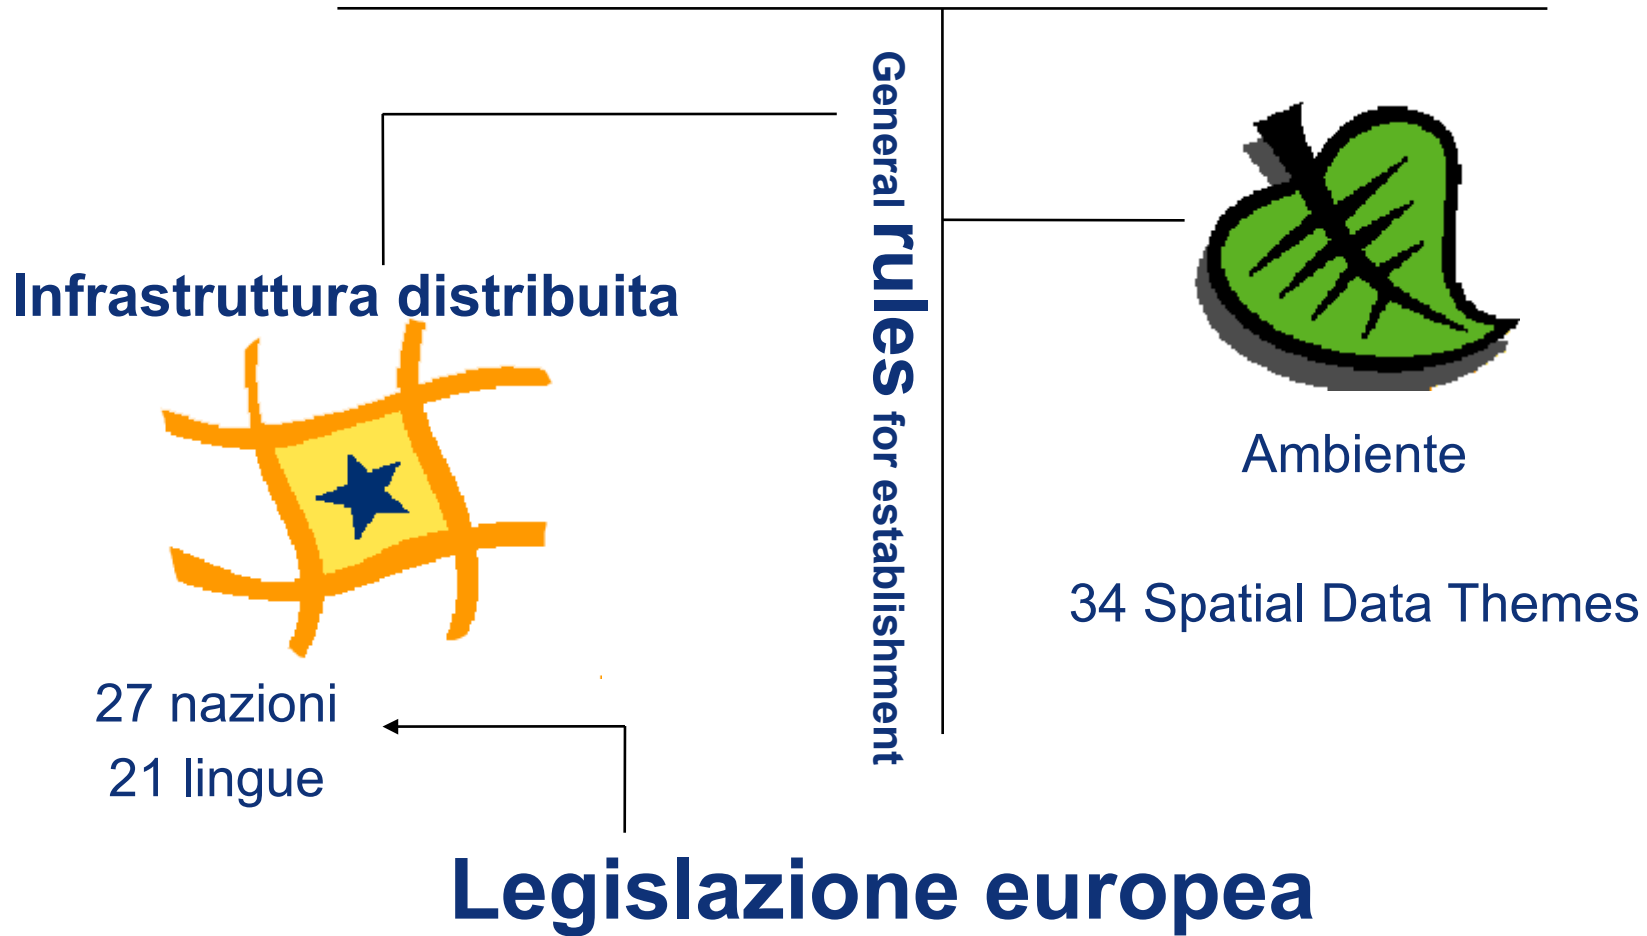 General rules for establishment
Infrastruttura distribuita
Ambiente
34 Spatial Data Themes
27 nazioni
21 lingue
Legislazione europea